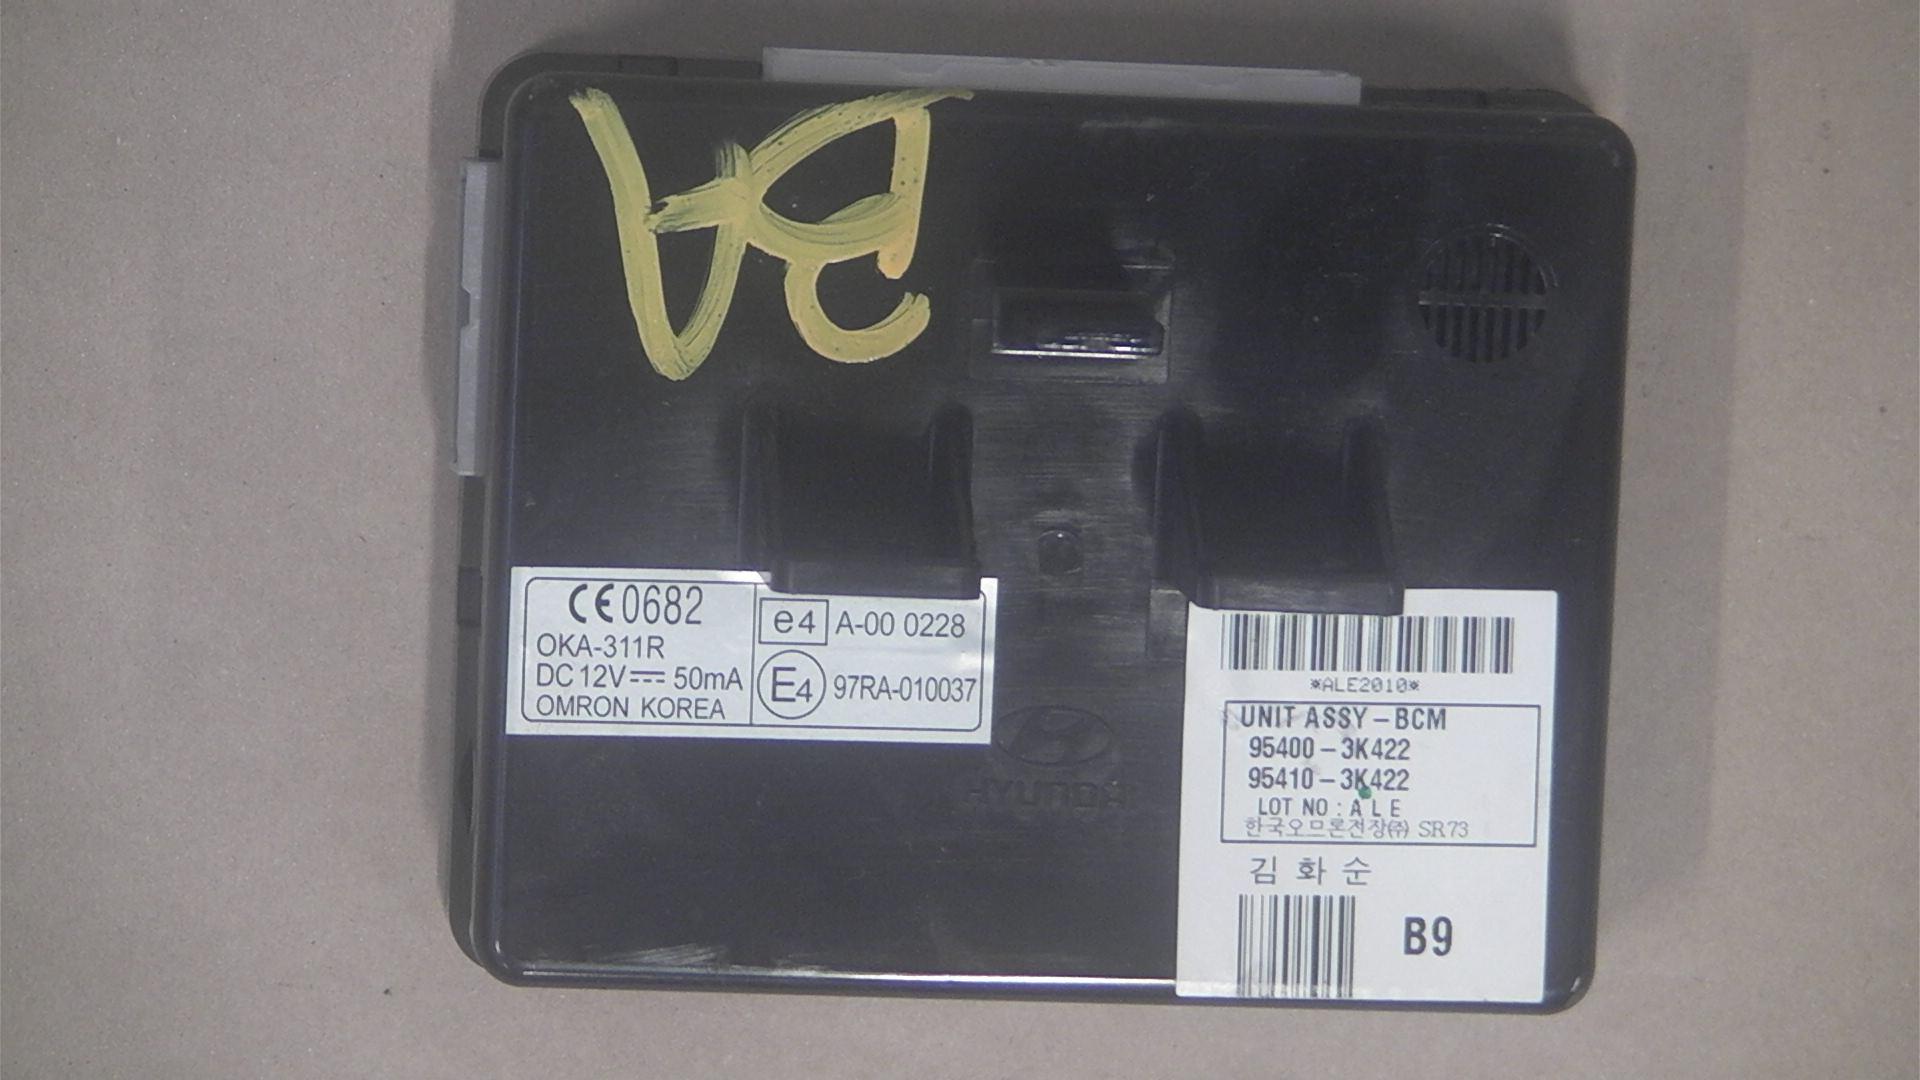 CE0682
OKA-311R
DC 12V 50mA
OMRON KOREA
e4 A-00 0228
E4 97RA-010037
HYUNDAI
*ALE2010*
UNIT ASSY-BCM
95400-3K422
95410-3K422
LOT NO : A L E
한국오므론전장㈜ SR73
김 화 순
B9